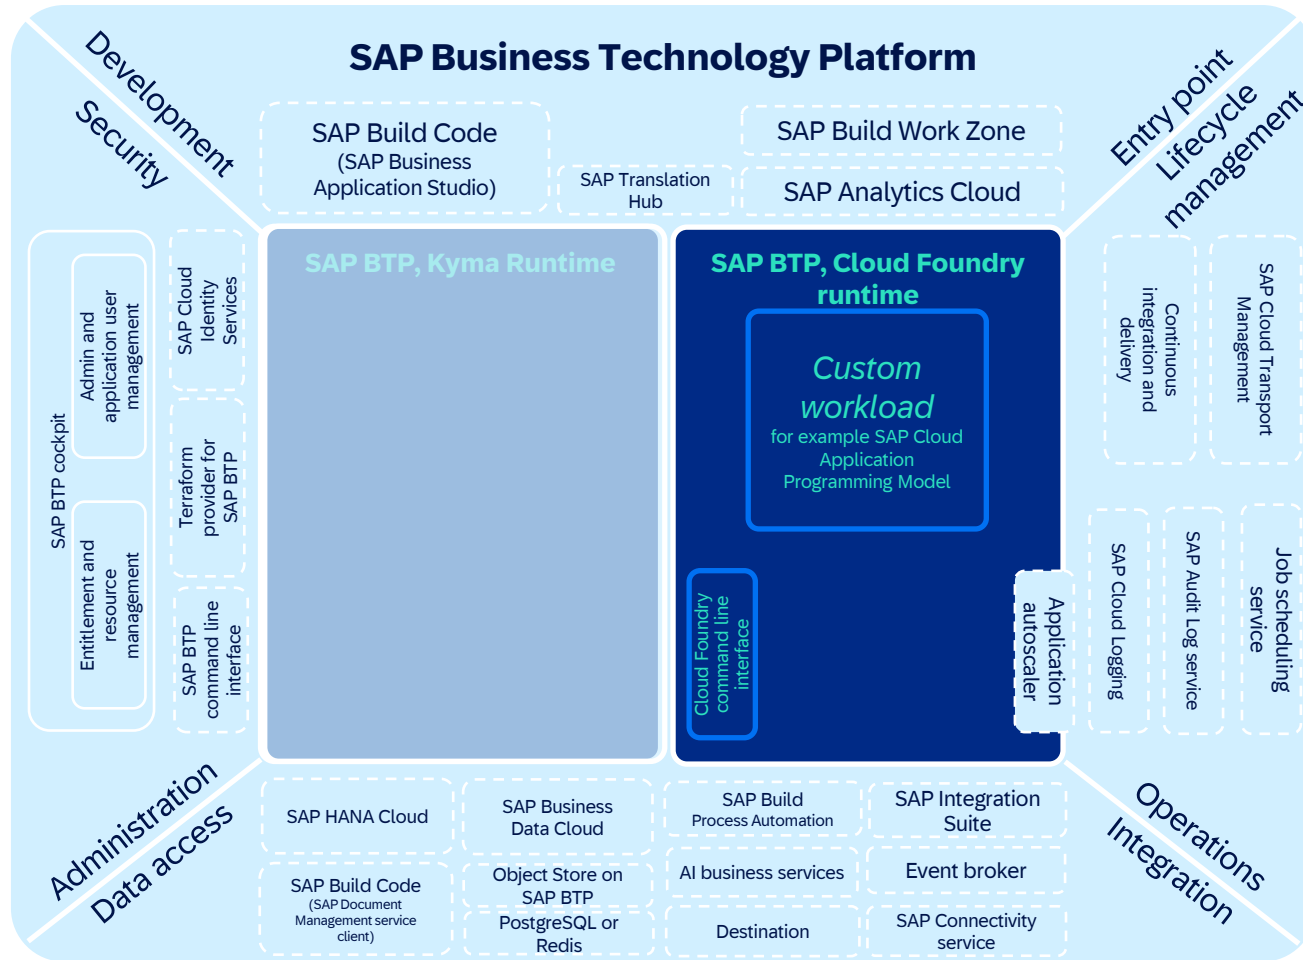 SAP Business Technology Platform
Development
Security
Entry point
Lifecycle
management
SAP Build Code
(SAP Business
Application Studio)
SAP Translation
Hub
SAP Build Work Zone
SAP Analytics Cloud
SAP BTP cockpit
Admin and
application user
management
Entitlement and
resource
management
SAP Cloud
Identity
Services
Terraform
provider for
SAP BTP
SAP BTP
command line
interface
SAP BTP, Kyma Runtime
SAP BTP, Cloud Foundry
runtime
Custom
workload
for example SAP Cloud
Application
Programming Model
Cloud Foundry
command line
interface
Application
autoscaler
Continuous
integration and
delivery
SAP Cloud Transport
Management
SAP Cloud Logging
SAP Audit Log service
Job scheduling
service
Administration
Data access
Operations
Integration
SAP HANA Cloud
SAP Business
Data Cloud
SAP Build
Process Automation
SAP Integration
Suite
SAP Build Code
(SAP Document
Management service
client)
Object Store on
SAP BTP
PostgreSQL or
Redis
AI business services
Event broker
Destination
SAP Connectivity
service